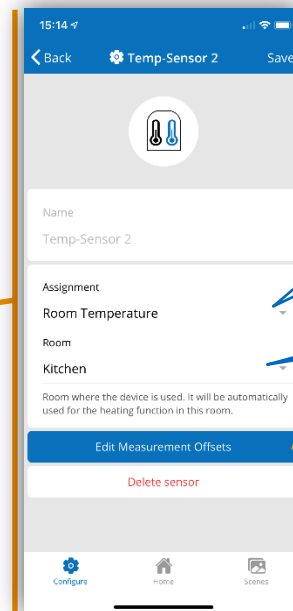 15:14
Back Temp-Sensor 2 Save
Name
Temp-Sensor 2
Assignment
Room Temperature
Room
Kitchen
Room where the device is used. It will be automatically
used for the heating function in this room.
Edit Measurement Offsets
Delete sensor
Configure Home Scenes